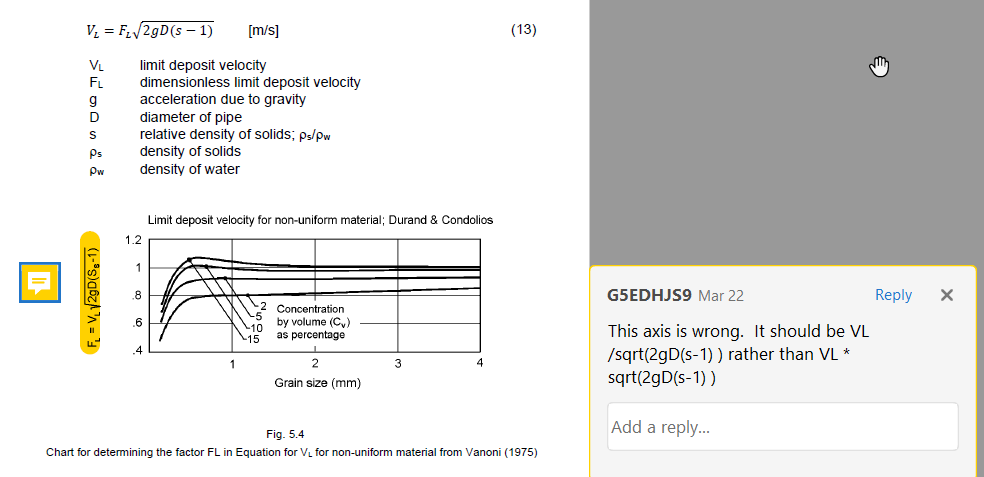 V_L = F_L√2gD(s − 1) [m/s] (13)
VL limit deposit velocity
FL dimensionless limit deposit velocity
g acceleration due to gravity
D diameter of pipe
s relative density of solids; ρs/ρw
ρs density of solids
ρw density of water
Limit deposit velocity for non-uniform material; Durand & Condolios
F_L = V_L √2gD(S_s -1)
1.2
1
.8
.6
.4
2
5
10
15
Concentration
by volume (Cv)
as percentage
1 2 3 4
Grain size (mm)
Fig. 5.4
Chart for determining the factor FL in Equation for VL for non-uniform material from Vanoni (1975)
G5EDHJS9 Mar 22 Reply
This axis is wrong. It should be VL
/sqrt(2gD(s-1) ) rather than VL *
sqrt(2gD(s-1) )
Add a reply...